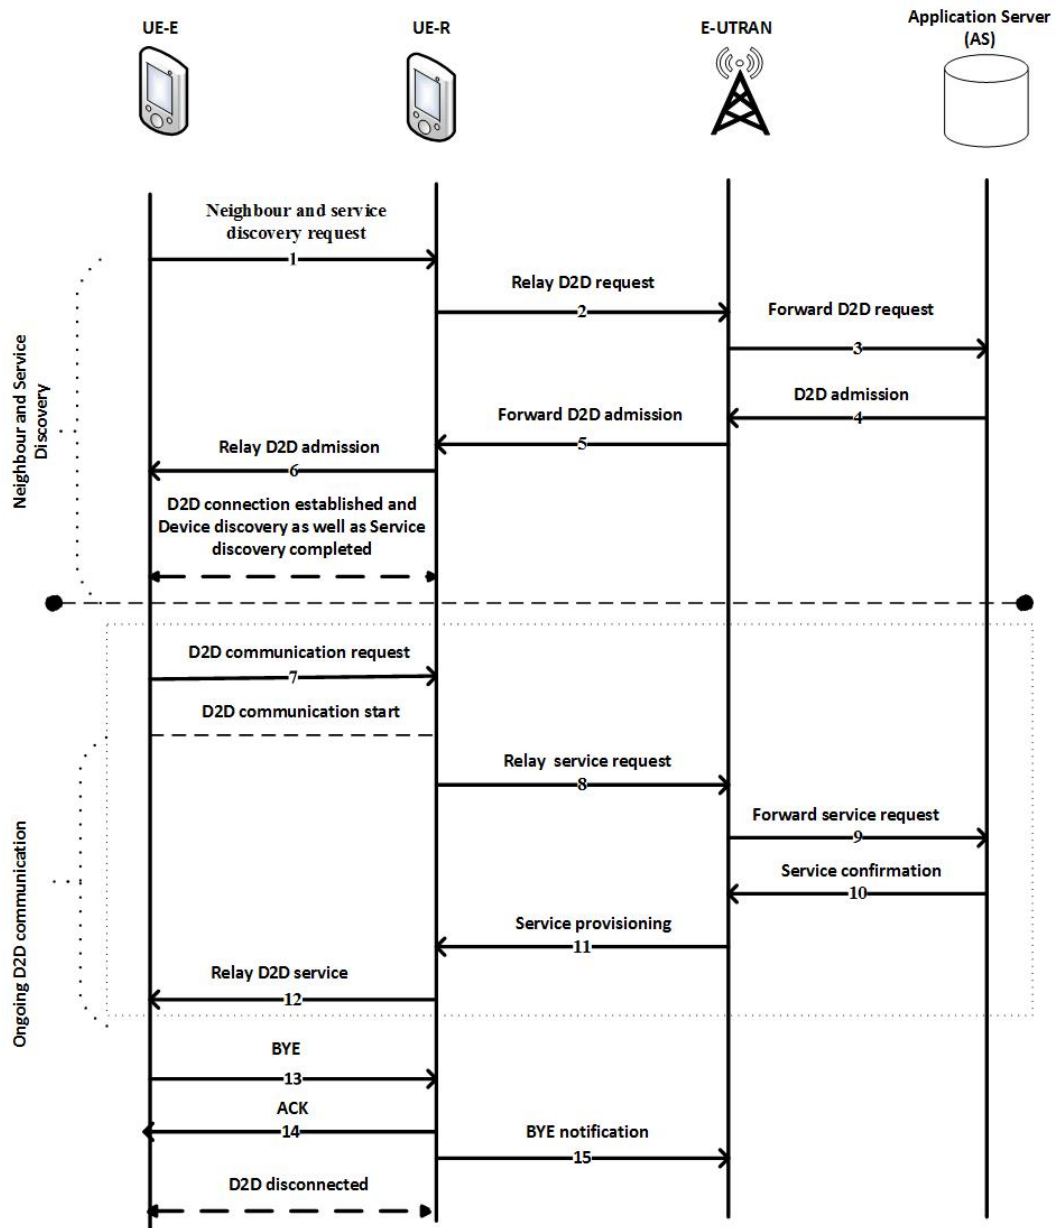 UE-E
UE-R
E-UTRAN
Application Server
(AS)
Neighbour and service
discovery request
1
Relay D2D request
2
Forward D2D request
3
D2D admission
4
Forward D2D admission
5
Relay D2D admission
6
D2D connection established and
Device discovery as well as Service
discovery completed
Neighbour and Service
Discovery
D2D communication request
7
D2D communication start
Relay service request
8
Forward service request
9
Service confirmation
10
Service provisioning
11
Relay D2D service
12
Ongoing D2D communication
BYE
13
ACK
14
BYE notification
15
D2D disconnected